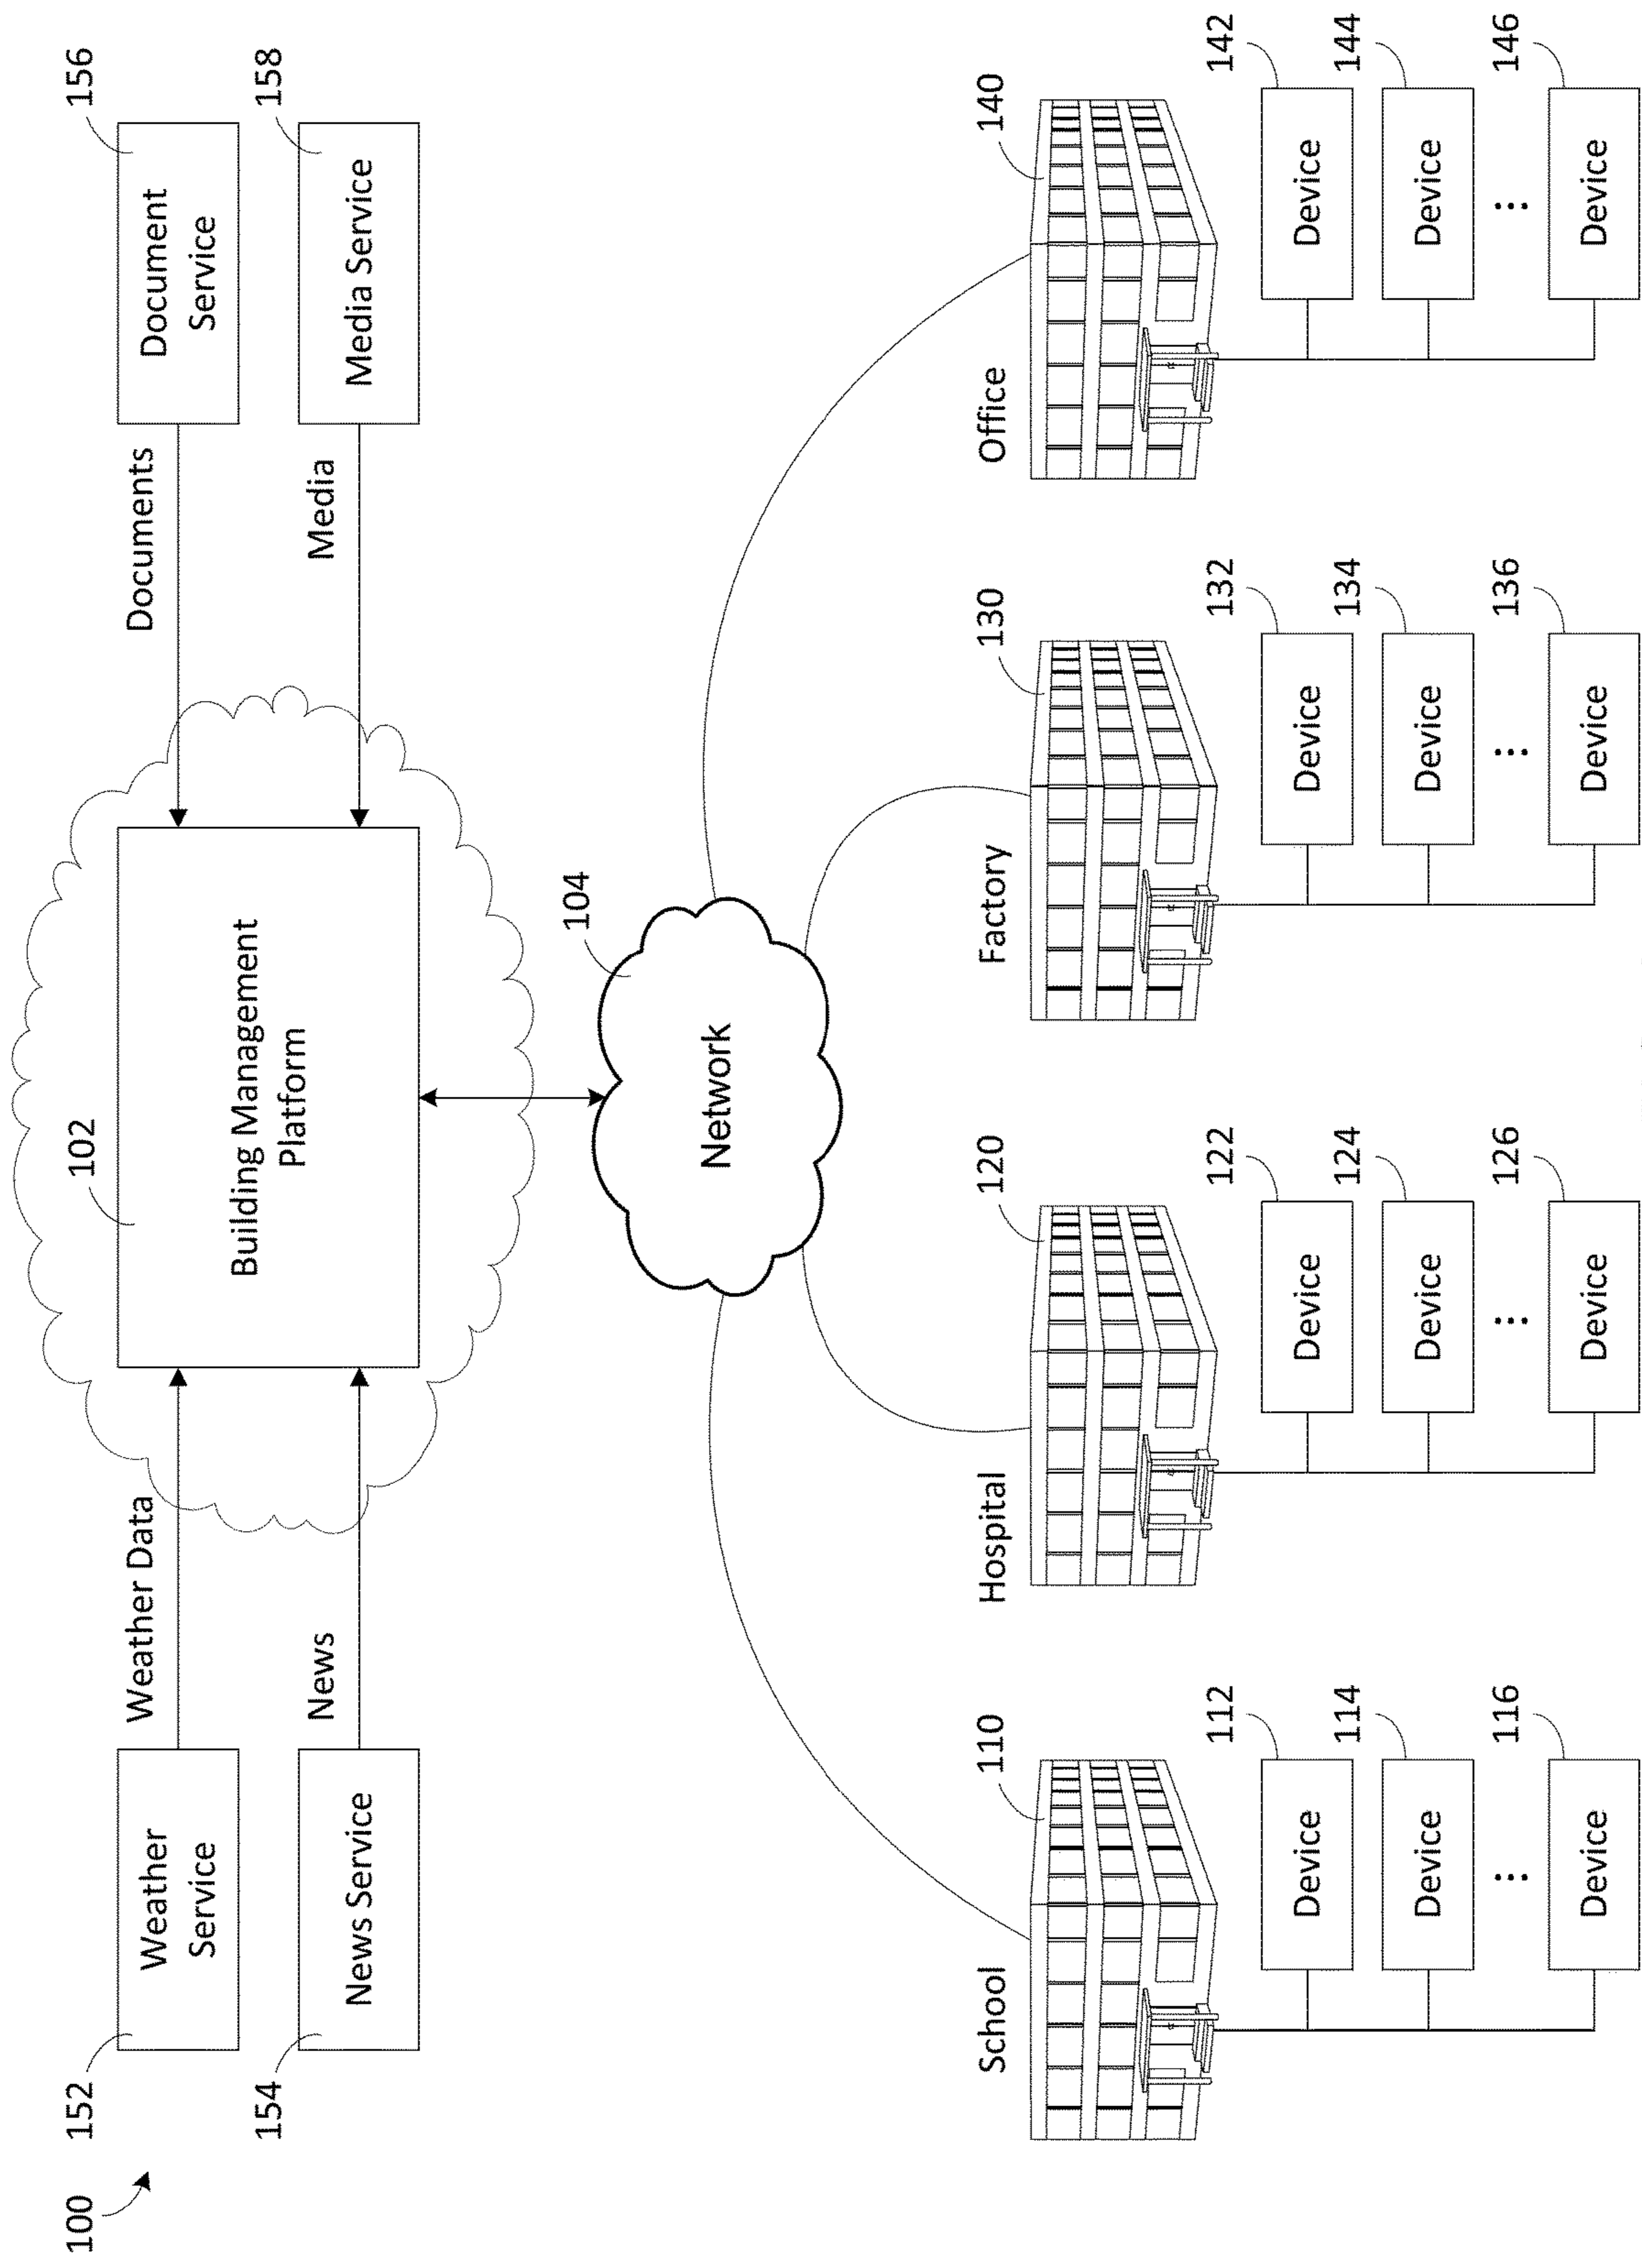 100
152
Weather
Service
154
News Service
Weather Data
News
102
Building Management
Platform
Documents
Media
156
Document
Service
158
Media Service
104
Network
School
110
Device
112
Device
114
...
Device
116
Hospital
120
Device
122
Device
124
...
Device
126
Factory
130
Device
132
Device
134
...
Device
136
Office
140
Device
142
Device
144
...
Device
146